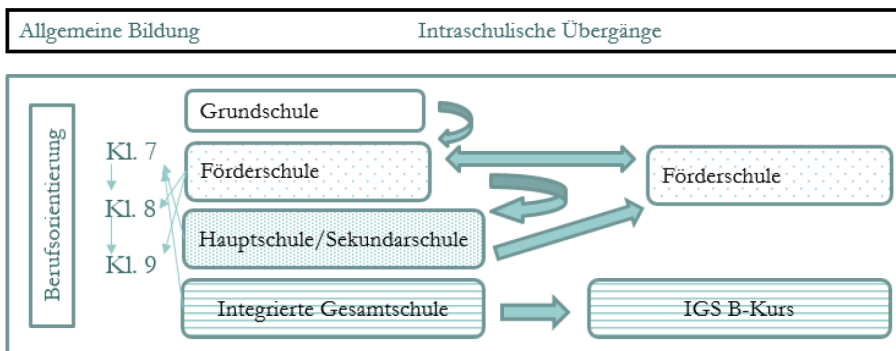 Allgemeine Bildung
Intraschulische Übergänge
Berufsorientierung
Kl. 7
Kl. 8
Kl. 9
Grundschule
Förderschule
Hauptschule/Sekundarschule
Integrierte Gesamtschule
Förderschule
IGS B-Kurs